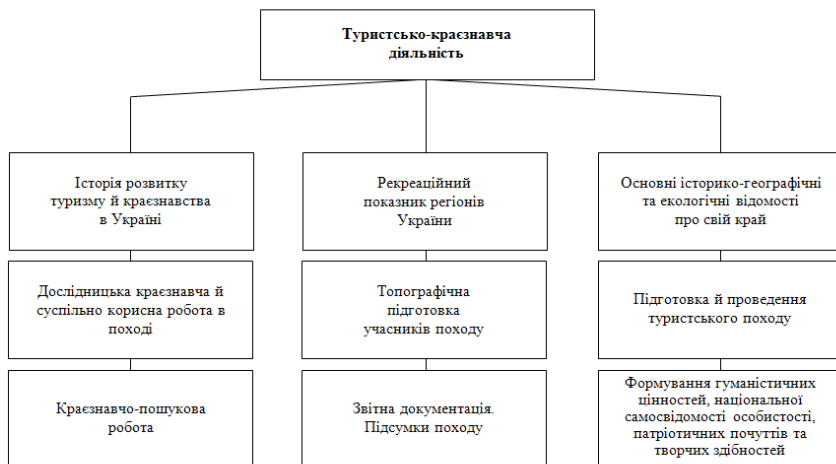 Туристсько-краєзнавча
діяльність
Історія розвитку
туризму й краєзнавства
в Україні
Рекреаційний
показник регіонів
України
Основні історико-географічні
та екологічні відомості
про свій край
Дослідницька краєзнавча й
суспільно корисна робота в
поході
Топографічна
підготовка
учасників походу
Підготовка й проведення
туристського походу
Краєзнавчо-пошукова
робота
Звітна документація.
Підсумки походу
Формування гуманістичних
цінностей, національної
самосвідомості особистості,
патріотичних почуттів та
творчих здібностей